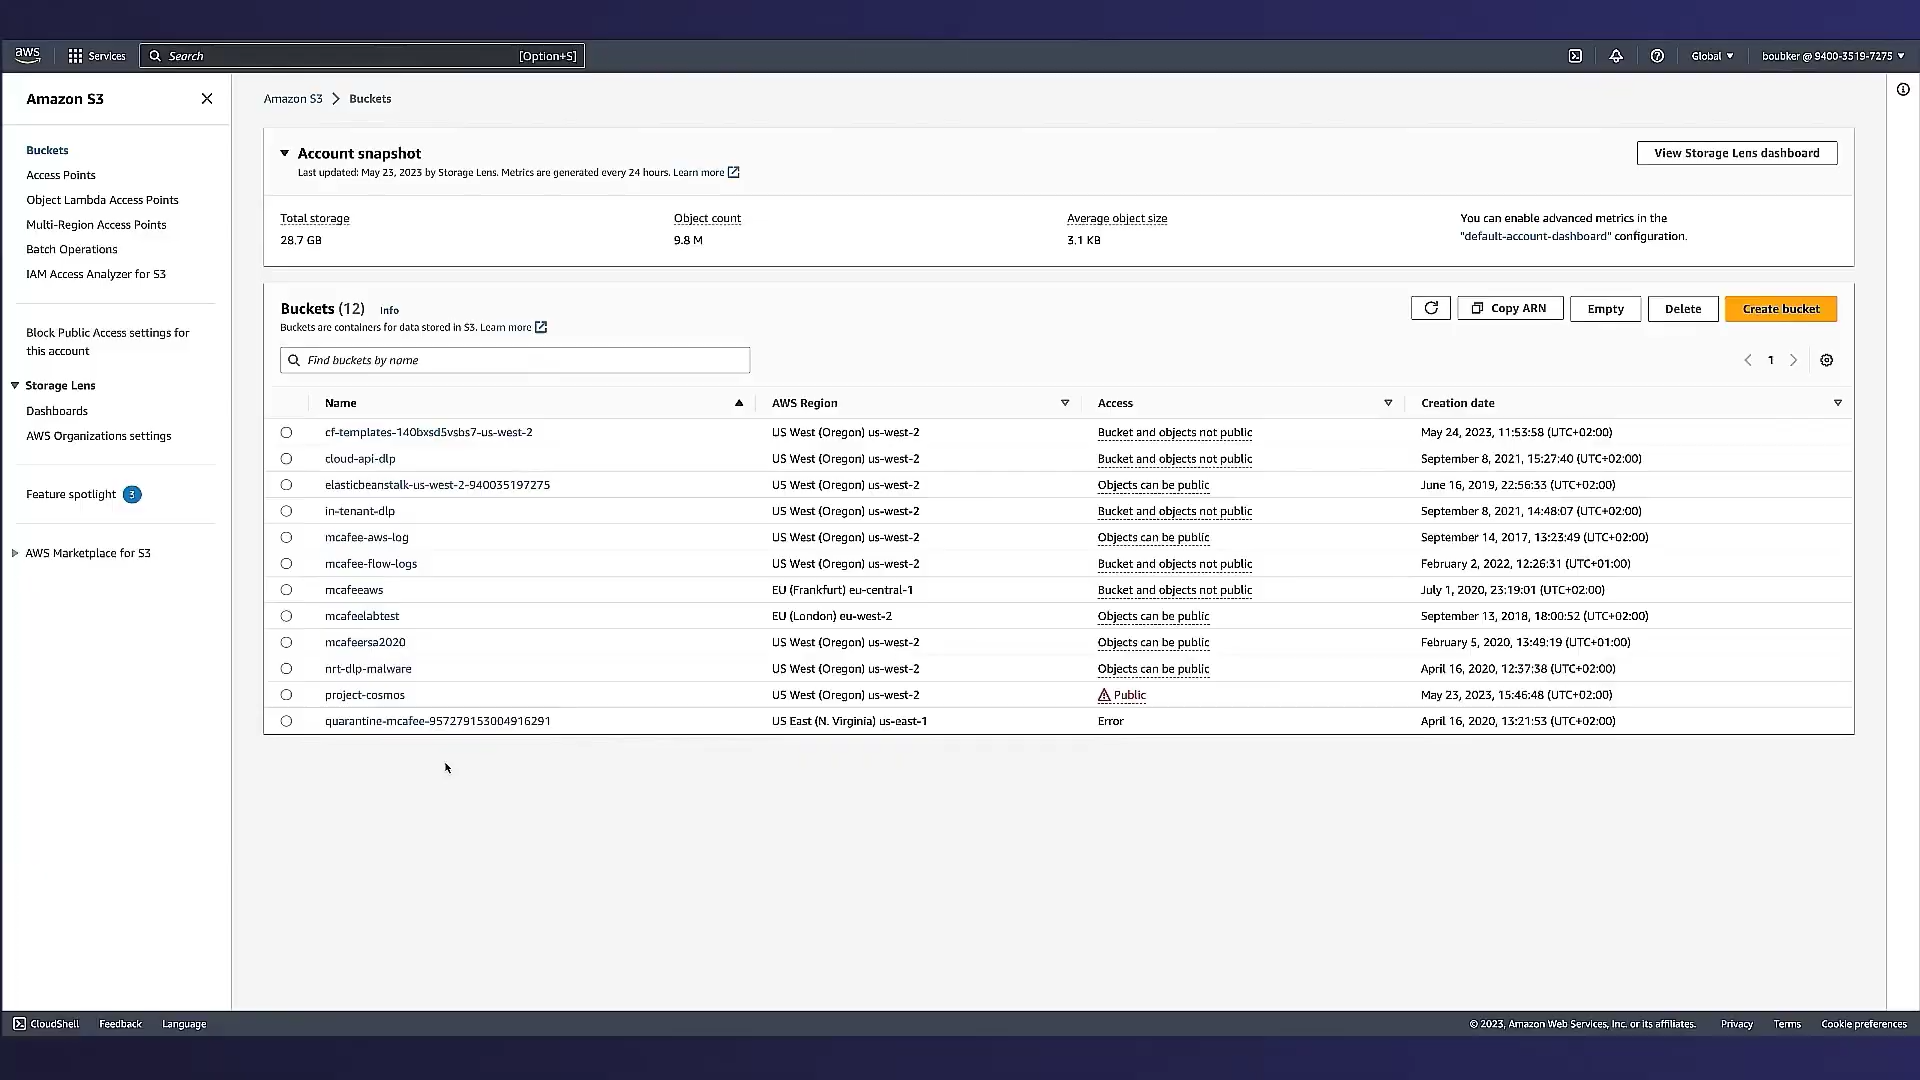 aws
Services
Search [Option+S]
Global
boubker @ 9400-3519-7275
Amazon S3
Buckets
Access Points
Object Lambda Access Points
Multi-Region Access Points
Batch Operations
IAM Access Analyzer for S3
Block Public Access settings for
this account
Storage Lens
Dashboards
AWS Organizations settings
Feature spotlight 3
AWS Marketplace for S3
Amazon S3 Buckets
Account snapshot
Last updated: May 23, 2023 by Storage Lens. Metrics are generated every 24 hours. Learn more
View Storage Lens dashboard
Total storage
28.7 GB
Object count
9.8 M
Average object size
3.1 KB
You can enable advanced metrics in the
"default-account-dashboard" configuration.
Buckets (12) Info
Buckets are containers for data stored in S3. Learn more
Copy ARN
Empty
Delete
Create bucket
Find buckets by name
1
Name AWS Region Access Creation date
cf-templates-140bxsd5vsbs7-us-west-2 US West (Oregon) us-west-2 Bucket and objects not public May 24, 2023, 11:53:58 (UTC+02:00)
cloud-api-dlp US West (Oregon) us-west-2 Bucket and objects not public September 8, 2021, 15:27:40 (UTC+02:00)
elasticbeanstalk-us-west-2-940035197275 US West (Oregon) us-west-2 Objects can be public June 16, 2019, 22:56:33 (UTC+02:00)
in-tenant-dlp US West (Oregon) us-west-2 Bucket and objects not public September 8, 2021, 14:48:07 (UTC+02:00)
mcafee-aws-log US West (Oregon) us-west-2 Objects can be public September 14, 2017, 13:23:49 (UTC+02:00)
mcafee-flow-logs US West (Oregon) us-west-2 Bucket and objects not public February 2, 2022, 12:26:31 (UTC+01:00)
mcafeeaws EU (Frankfurt) eu-central-1 Bucket and objects not public July 1, 2020, 23:19:01 (UTC+02:00)
mcafeelabtest EU (London) eu-west-2 Objects can be public September 13, 2018, 18:00:52 (UTC+02:00)
mcafeersa2020 US West (Oregon) us-west-2 Objects can be public February 5, 2020, 13:49:19 (UTC+01:00)
nrt-dlp-malware US West (Oregon) us-west-2 Objects can be public April 16, 2020, 12:37:38 (UTC+02:00)
project-cosmos US West (Oregon) us-west-2 Public May 23, 2023, 15:46:48 (UTC+02:00)
quarantine-mcafee-957279153004916291 US East (N. Virginia) us-east-1 Error April 16, 2020, 13:21:53 (UTC+02:00)
CloudShell Feedback Language
© 2023, Amazon Web Services, Inc. or its affiliates. Privacy Terms Cookie preferences